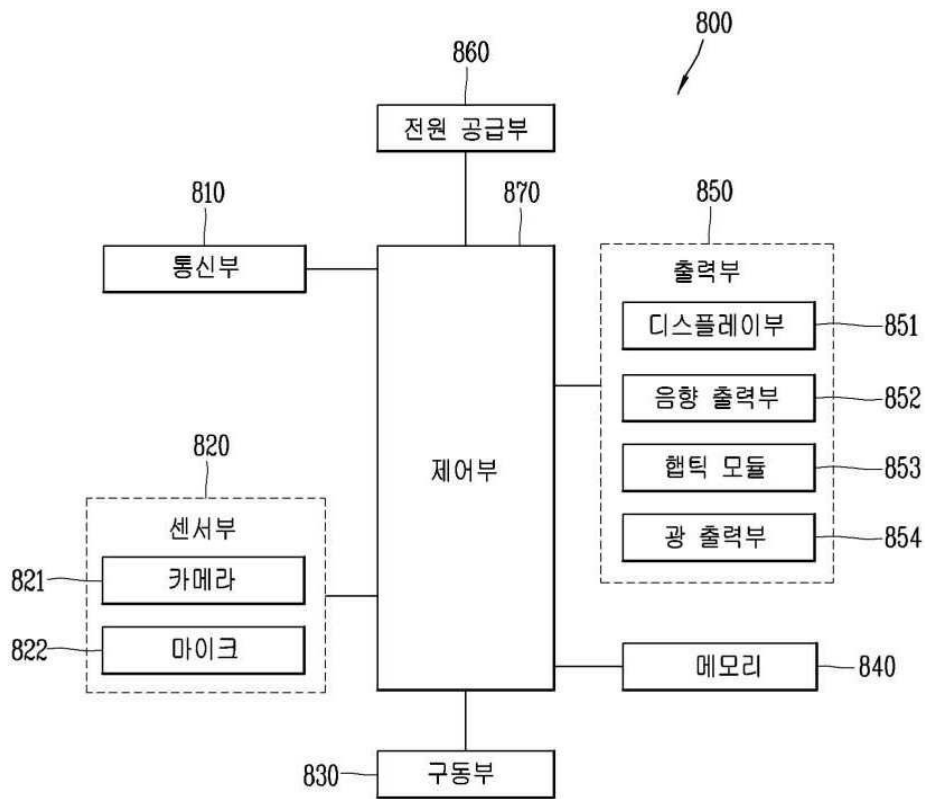 800
860
전원 공급부
810
870
850
통신부
출력부
디스플레이부
851
음향 출력부
852
820
제어부
햅틱 모듈
853
센서부
광 출력부
854
821
카메라
822
마이크
메모리
840
830
구동부